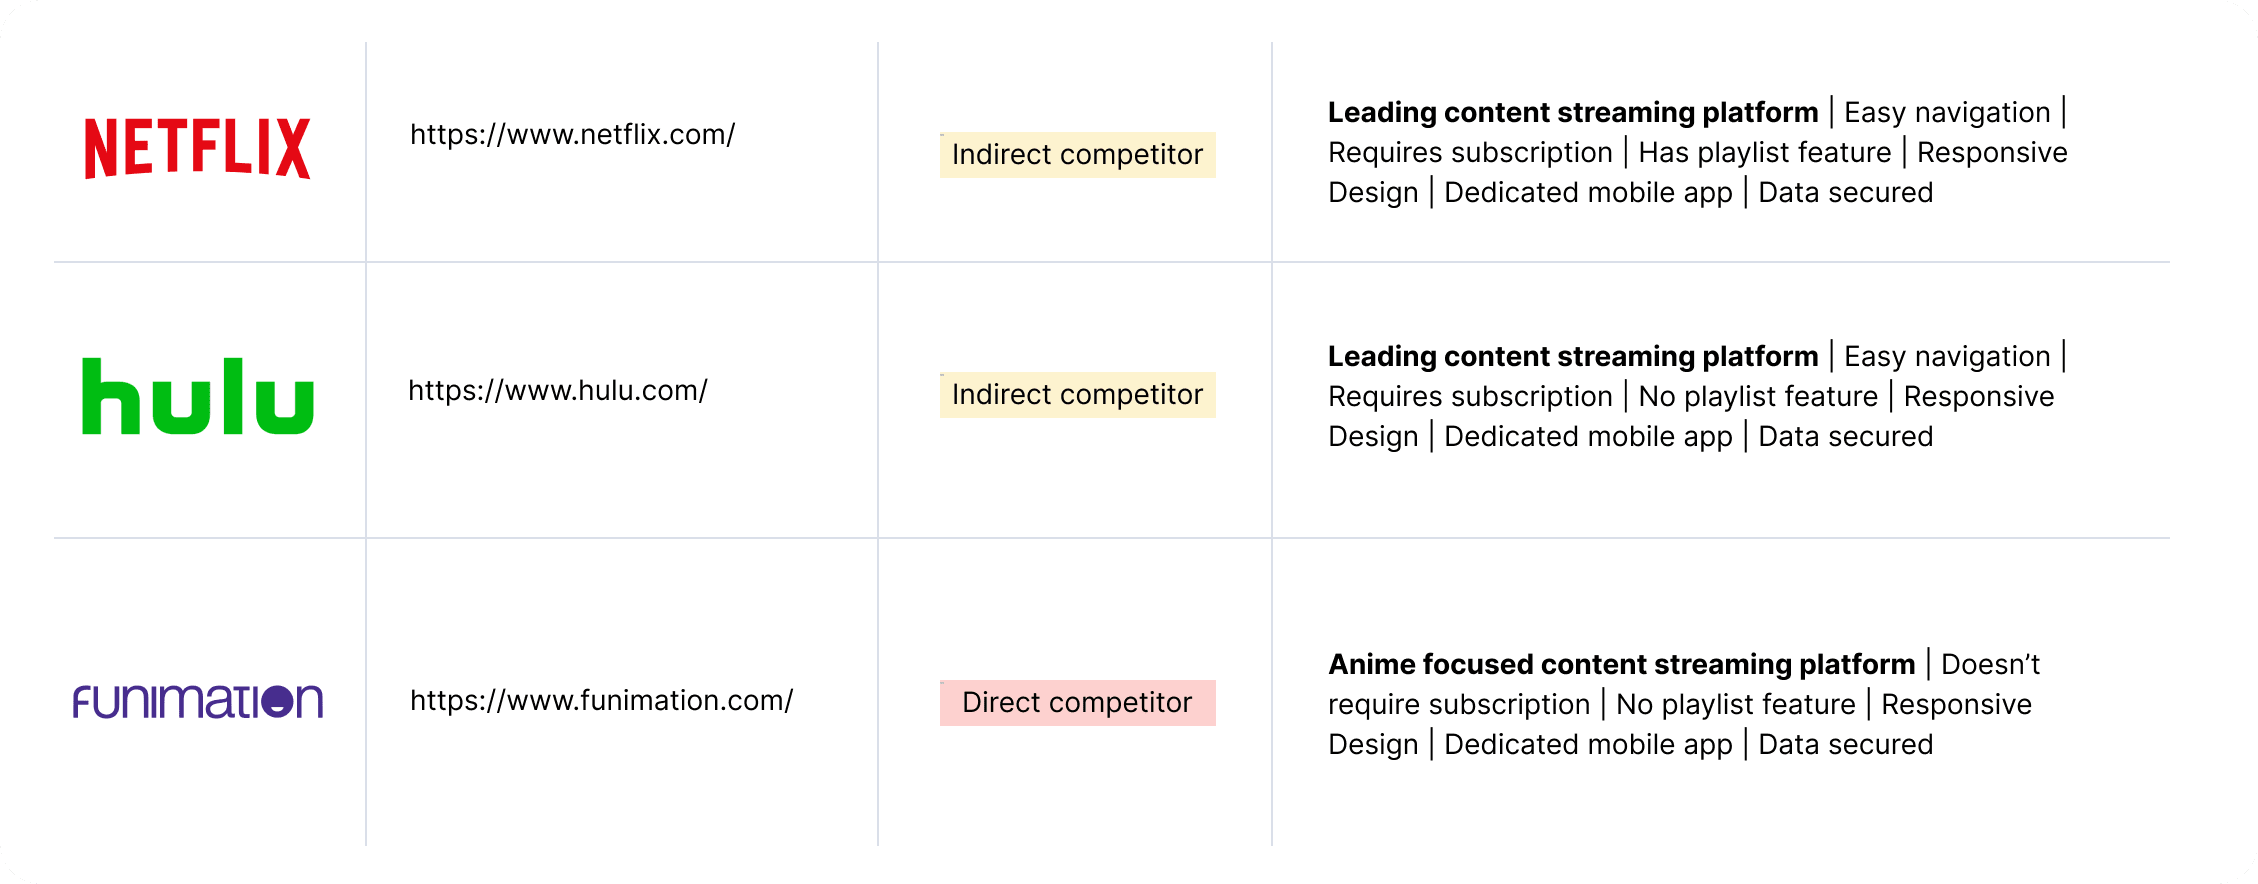 NETFLIX
https://www.netflix.com/
Indirect competitor
Leading content streaming platform | Easy navigation |
Requires subscription | Has playlist feature | Responsive
Design | Dedicated mobile app | Data secured
hulu
https://www.hulu.com/
Indirect competitor
Leading content streaming platform | Easy navigation |
Requires subscription | No playlist feature | Responsive
Design | Dedicated mobile app | Data secured
FUNIMATION
https://www.funimation.com/
Direct competitor
Anime focused content streaming platform | Doesn’t
require subscription | No playlist feature | Responsive
Design | Dedicated mobile app | Data secured